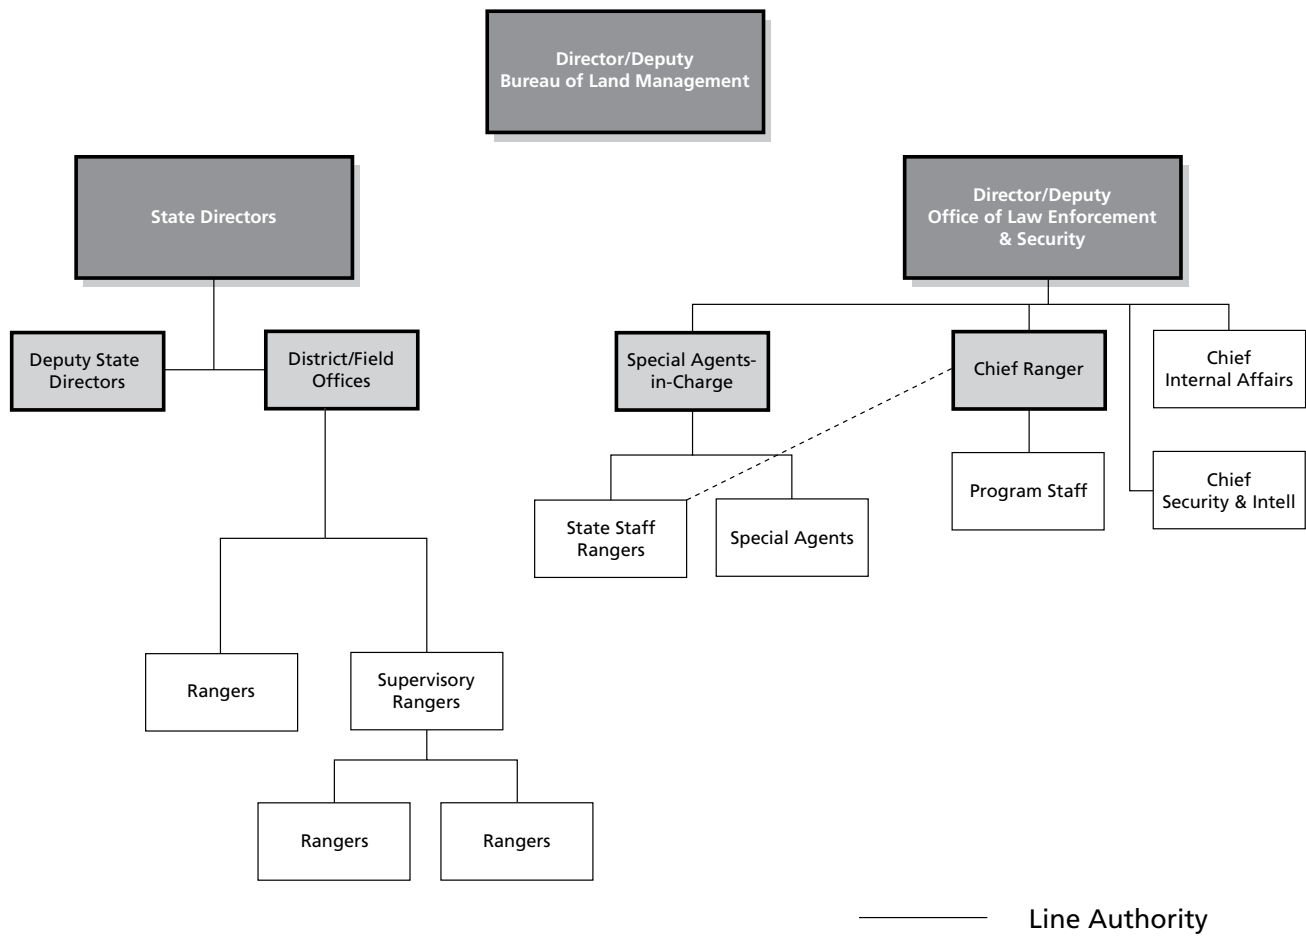 Director/Deputy
Bureau of Land Management
State Directors
Director/Deputy
Office of Law Enforcement
& Security
Deputy State
Directors
District/Field
Offices
Special Agents-
in-Charge
Chief Ranger
Chief
Internal Affairs
Program Staff
Chief
Security & Intell
State Staff
Rangers
Special Agents
Rangers
Supervisory
Rangers
Rangers
Rangers
Line Authority